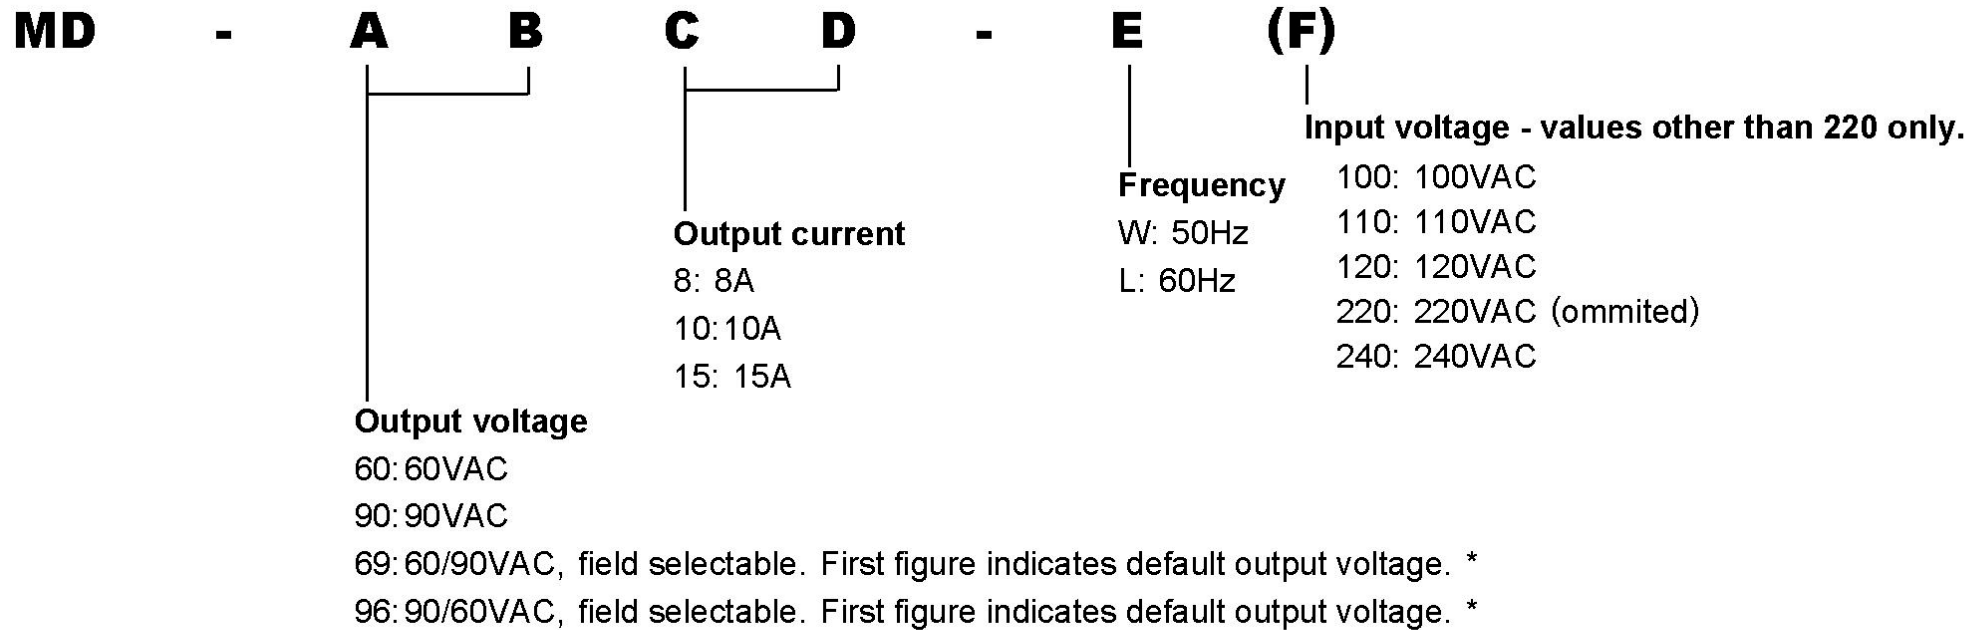 MD - A B C D - E (F)
Input voltage - values other than 220 only.
100: 100VAC
110: 110VAC
120: 120VAC
220: 220VAC (ommited)
240: 240VAC
Frequency
W: 50Hz
L: 60Hz
Output current
8: 8A
10:10A
15: 15A
Output voltage
60:60VAC
90:90VAC
69:60/90VAC, field selectable. First figure indicates default output voltage. *
96:90/60VAC, field selectable. First figure indicates default output voltage. *